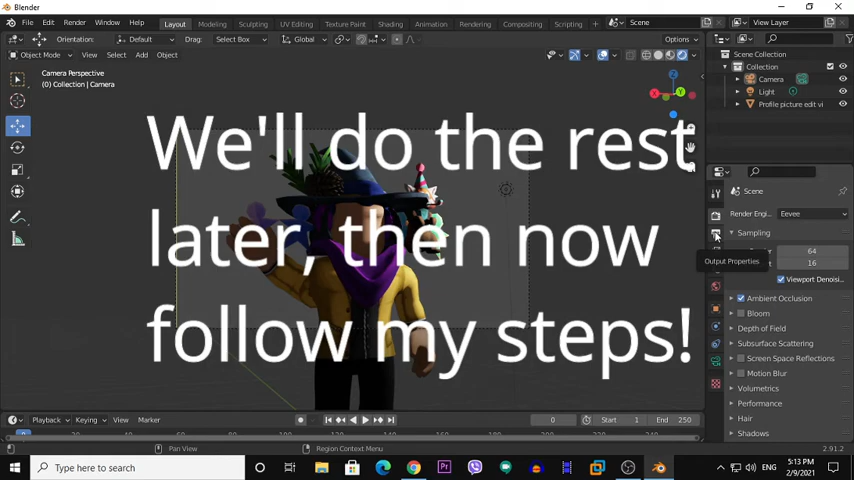 Blender
File Edit Render Window Help Layout Modeling Sculpting UV Editing Texture Paint Shading Animation Rendering Compositing Scripting Scene View Layer
Orientation: Default Drag: Select Box Global Options
Object Mode View Select Add Object
Camera Perspective
(0) Collection | Camera
Scene Collection
Collection
Camera
Light
Profile picture edit vi
X Y Z
We'll do the rest
later, then now
follow my steps!
Scene
Render Engi.. Eevee
Sampling
64
16
Output Properties
Viewport Denoisi..
Ambient Occlusion
Bloom
Depth of Field
Subsurface Scattering
Screen Space Reflections
Motion Blur
Volumetrics
Performance
Hair
Shadows
Playback Keying View Marker 0 Start 1 End 250
Pan View Region Context Menu 2.91.2
Type here to search ENG 5:13 PM 2/9/2021